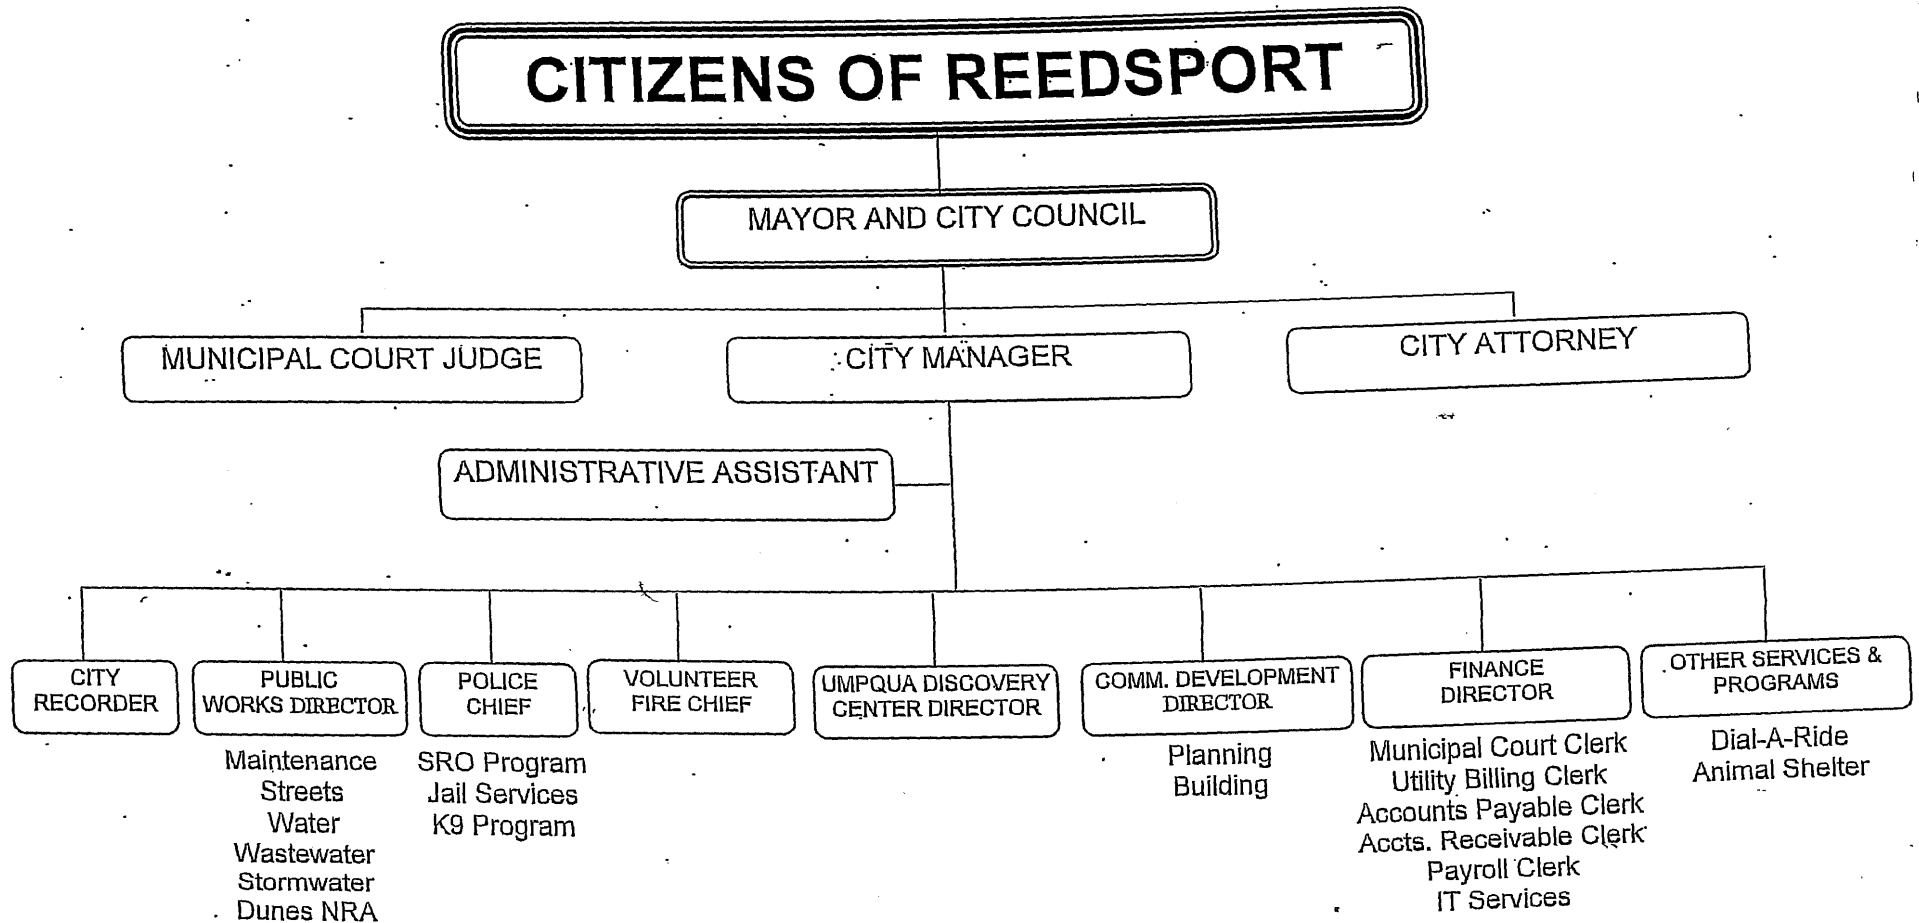 CITIZENS OF REEDSPORT
MAYOR AND CITY COUNCIL
MUNICIPAL COURT JUDGE
CITY MANAGER
CITY ATTORNEY
ADMINISTRATIVE ASSISTANT
CITY
RECORDER
PUBLIC
WORKS DIRECTOR
Maintenance
Streets
Water
Wastewater
Stormwater
Dunes NRA
POLICE
CHIEF
SRO Program
Jail Services
K9 Program
VOLUNTEER
FIRE CHIEF
UMPQUA DISCOVERY
CENTER DIRECTOR
COMM. DEVELOPMENT
DIRECTOR
Planning
Building
FINANCE
DIRECTOR
Municipal Court Clerk
Utility Billing Clerk
Accounts Payable Clerk
Accts. Receivable Clerk
Payroll Clerk
IT Services
OTHER SERVICES &
PROGRAMS
Dial-A-Ride
Animal Shelter